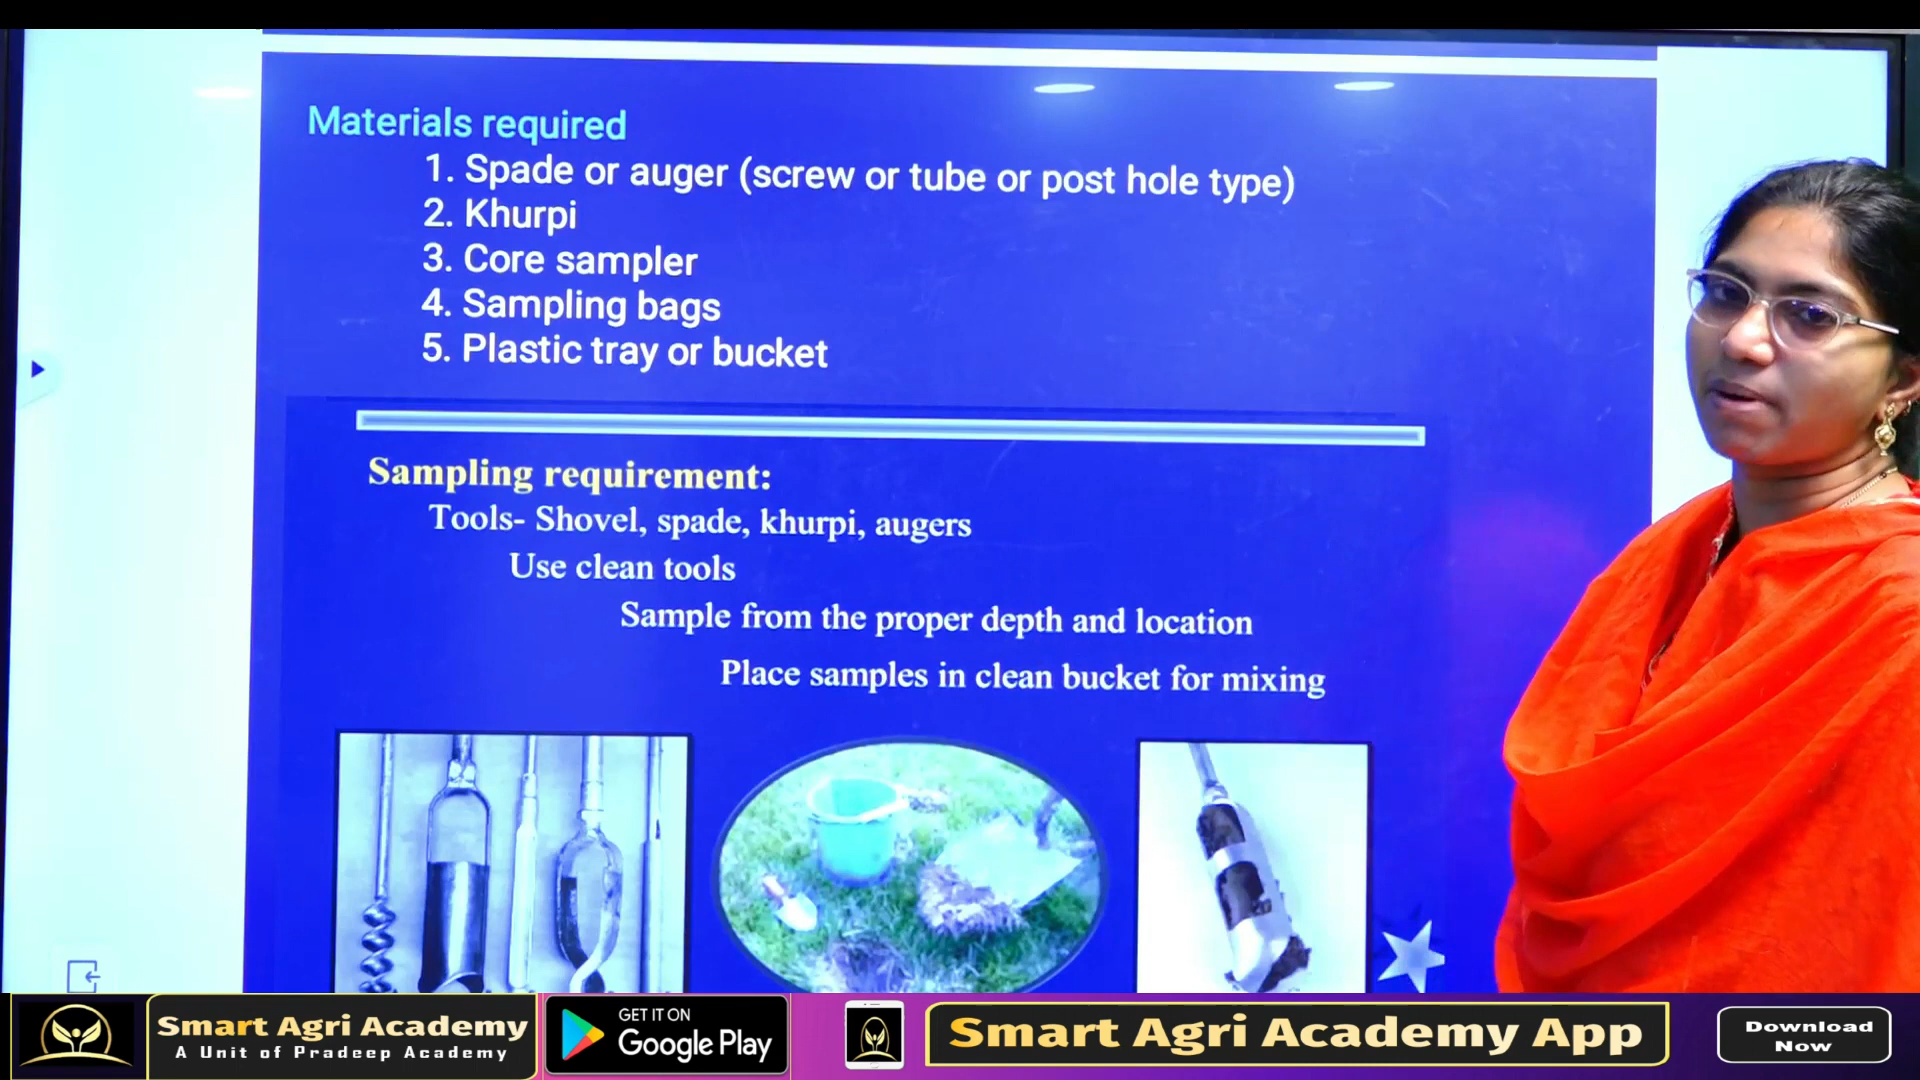 Materials required
1. Spade or auger (screw or tube or post hole type)
2. Khurpi
3. Core sampler
4. Sampling bags
5. Plastic tray or bucket
Sampling requirement:
Tools- Shovel, spade, khurpi, augers
Use clean tools
Sample from the proper depth and location
Place samples in clean bucket for mixing
Smart Agri Academy
A Unit of Pradeep Academy
GET IT ON
Google Play
Smart Agri Academy App
Download
Now